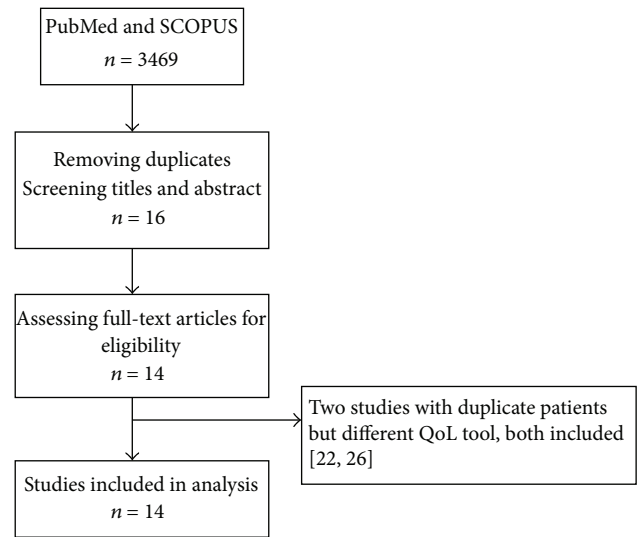 PubMed and SCOPUS
n = 3469
Removing duplicates
Screening titles and abstract
n = 16
Assessing full-text articles for
eligibility
n = 14
Two studies with duplicate patients
but different QoL tool, both included
[22, 26]
Studies included in analysis
n = 14